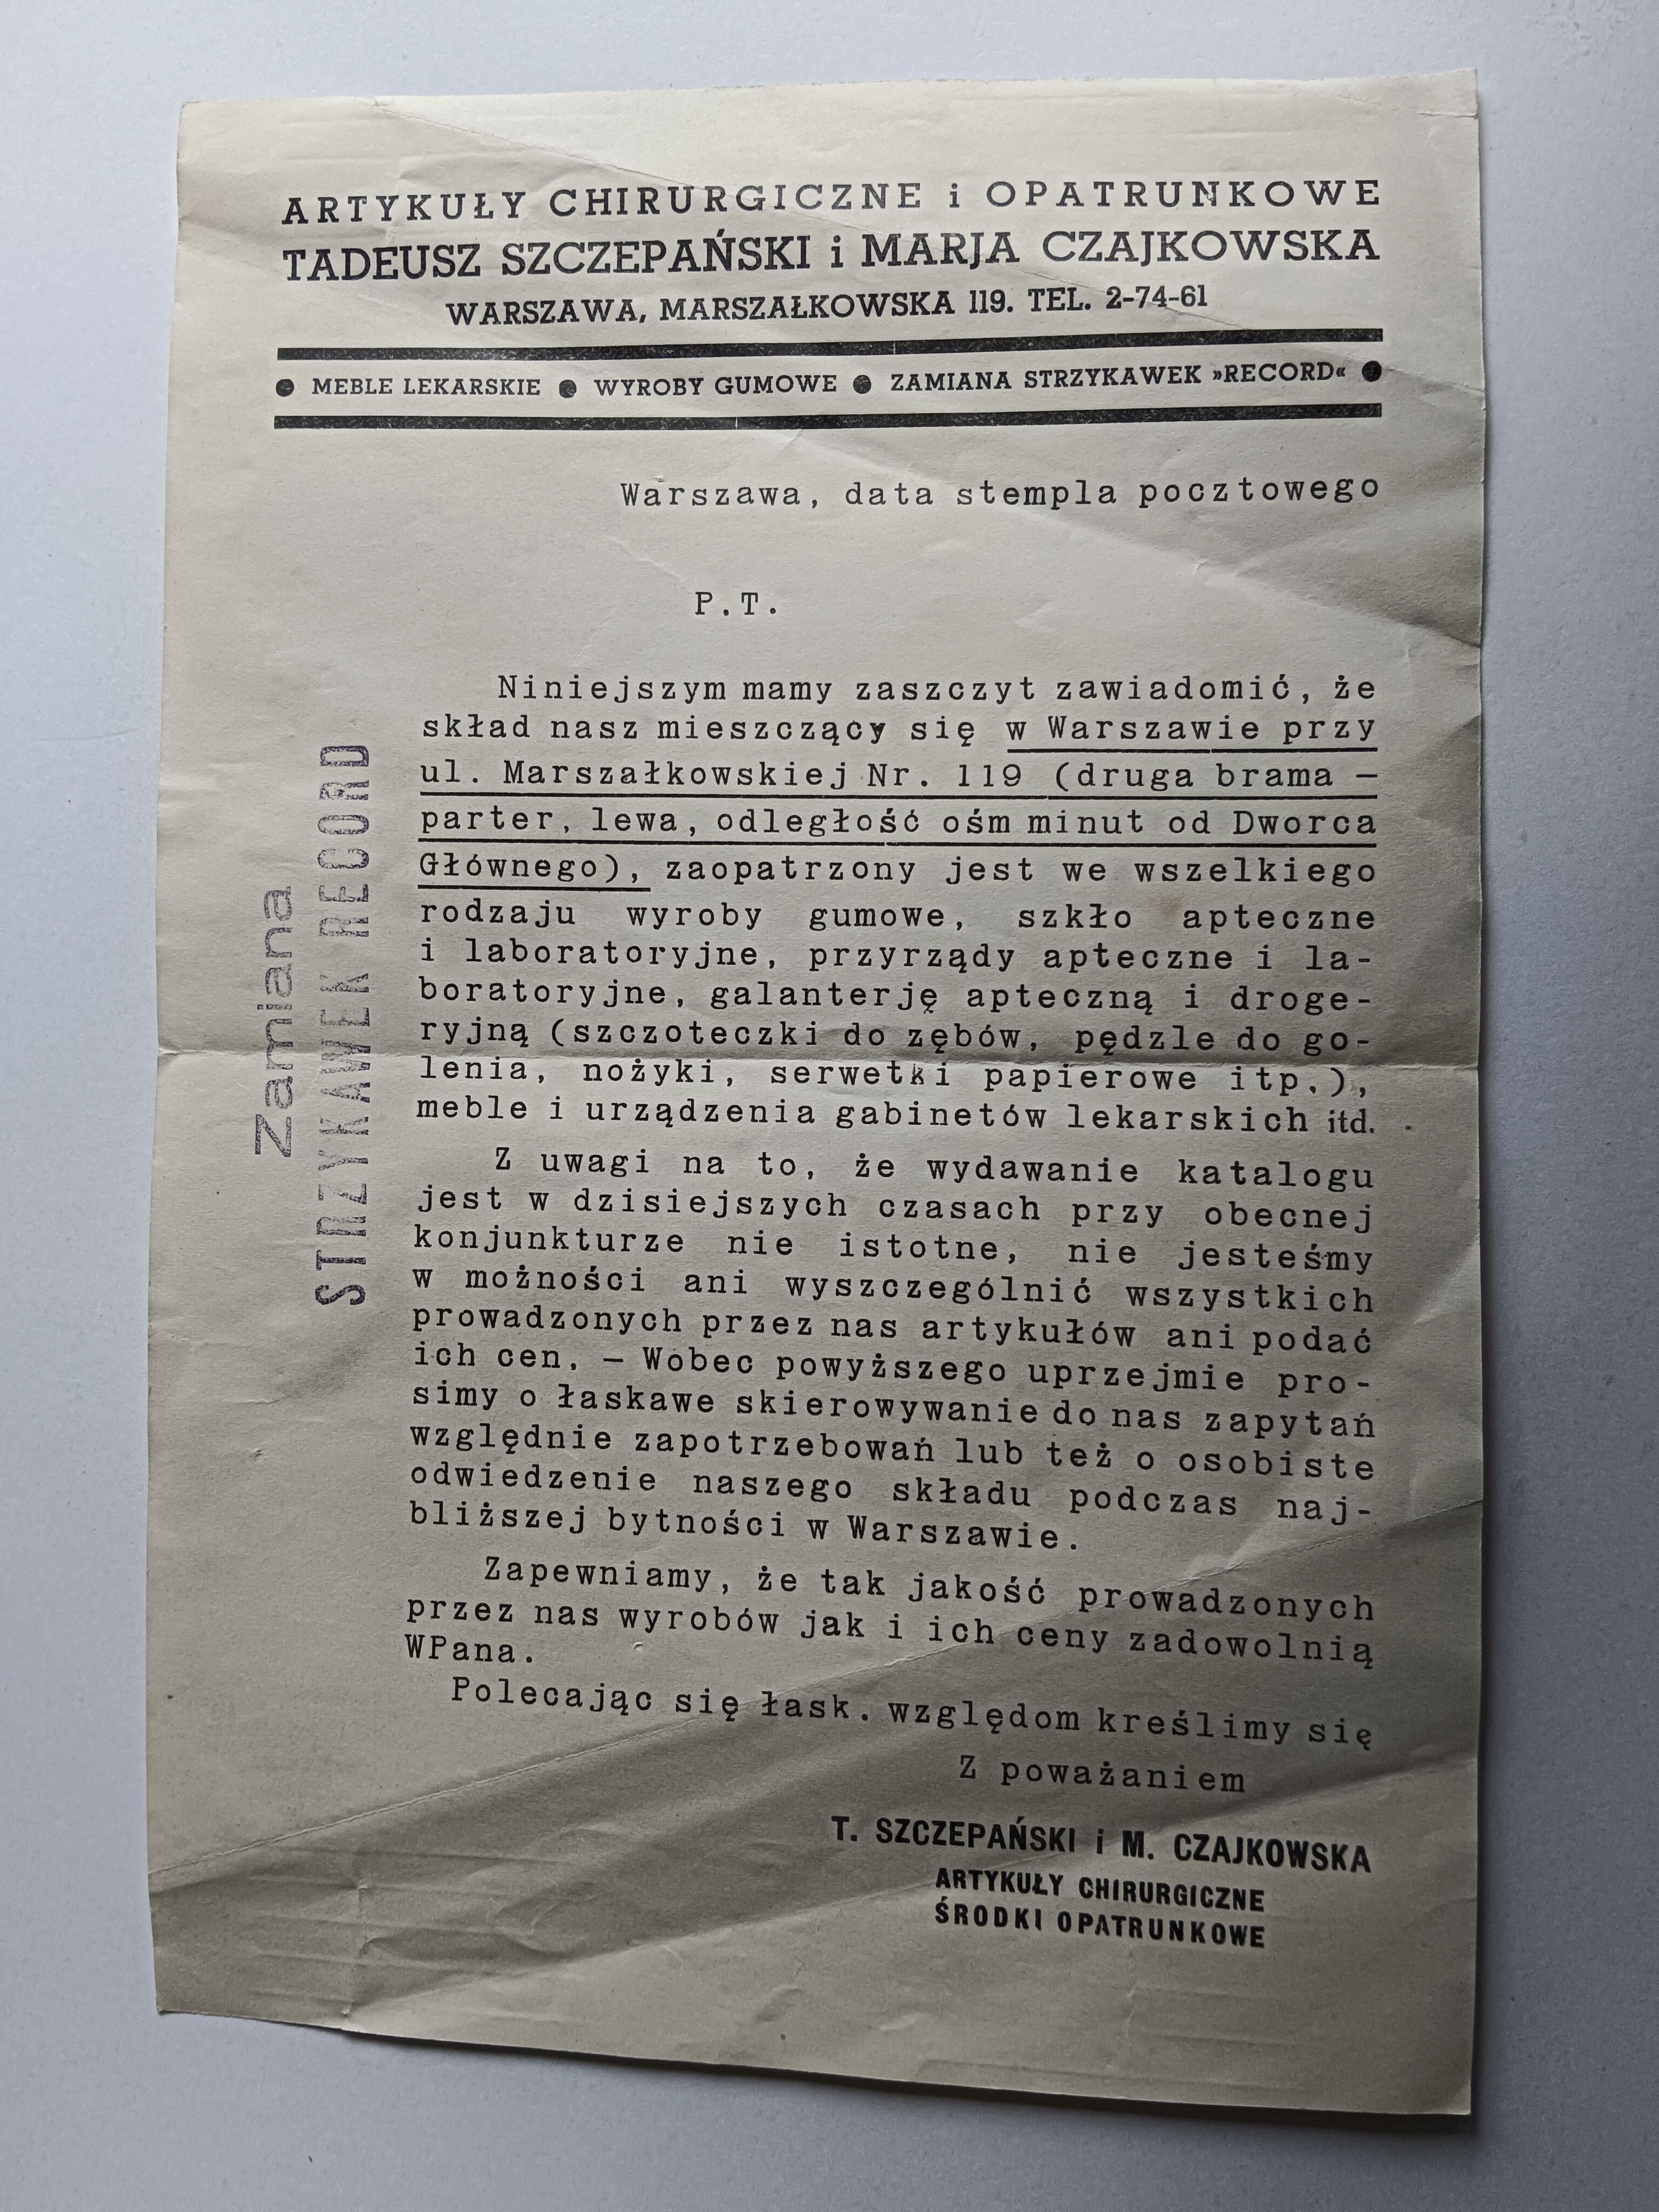 ARTYKUŁY CHIRURGICZNE i OPATRUNKOWE
TADEUSZ SZCZEPAŃSKI i MARJA CZAJKOWSKA
WARSZAWA, MARSZAŁKOWSKA 119. TEL. 2-74-61
● MEBLE LEKARSKIE ● WYROBY GUMOWE ● ZAMIANA STRZYKAWEK »RECORD« ●
Warszawa, data stempla pocztowego
P.T.
Niniejszym mamy zaszczyt zawiadomić, że
skład nasz mieszczący się w Warszawie przy
ul. Marszałkowskiej Nr. 119 (druga brama —
parter, lewa, odległość ośm minut od Dworca
Głównego), zaopatrzony jest we wszelkiego
rodzaju wyroby gumowe, szkło apteczne
i laboratoryjne, przyrządy apteczne i la-
boratoryjne, galanterję apteczną i droge-
ryjną (szczoteczki do zębów, pędzle do go-
lenia, nożyki, serwetki papierowe itp.),
meble i urządzenia gabinetów lekarskich itd.
Z uwagi na to, że wydawanie katalogu
jest w dzisiejszych czasach przy obecnej
konjunkturze nie istotne, nie jesteśmy
w możności ani wyszczególnić wszystkich
prowadzonych przez nas artykułów ani podać
ich cen. — Wobec powyższego uprzejmie pro-
simy o łaskawe skierowywanie do nas zapytań
względnie zapotrzebowań lub też o osobiste
odwiedzenie naszego składu podczas naj-
bliższej bytności w Warszawie.
Zapewniamy, że tak jakość prowadzonych
przez nas wyrobów jak i ich ceny zadowolnią
WPana.
Polecając się łask. względom kreślimy się
Z poważaniem
T. SZCZEPAŃSKI i M. CZAJKOWSKA
ARTYKUŁY CHIRURGICZNE
ŚRODKI OPATRUNKOWE
Zamiana
STRZYKAWEK RECORD